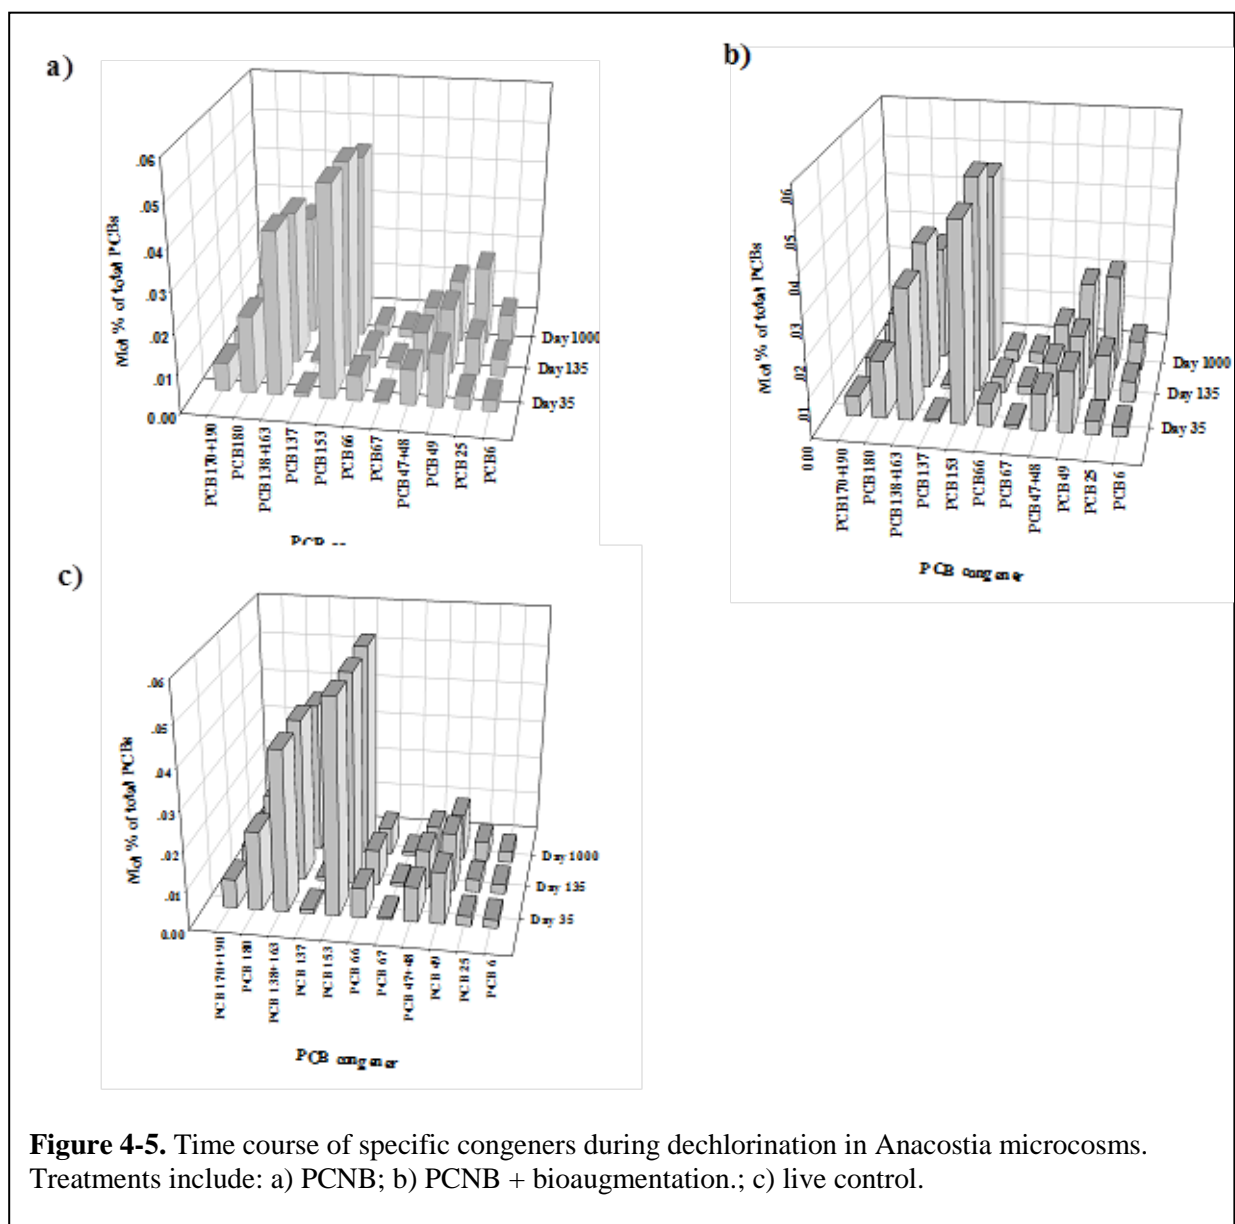 a)
.06
.05
.04
.03
.02
.01
0.00
Mol % of total PCBs
PCB170+190
PCB180
PCB138+163
PCB137
PCB153
PCB66
PCB67
PCB47+48
PCB49
PCB25
PCB6
Day 1000
Day 135
Day 35
b)
.06
.05
.04
.03
.02
.01
0.00
Mol % of total PCBs
PCB170+190
PCB180
PCB138+163
PCB137
PCB153
PCB66
PCB67
PCB47+48
PCB49
PCB25
PCB6
Day 1000
Day 135
Day 35
PCB congener
c)
.06
.05
.04
.03
.02
.01
0.00
Mol % of total PCBs
PCB 170+190
PCB 180
PCB 138+163
PCB 137
PCB 153
PCB 66
PCB 67
PCB 47+48
PCB 49
PCB 25
PCB 6
Day 1000
Day 135
Day 35
PCB congener
Figure 4-5. Time course of specific congeners during dechlorination in Anacostia microcosms.
Treatments include: a) PCNB; b) PCNB + bioaugmentation.; c) live control.